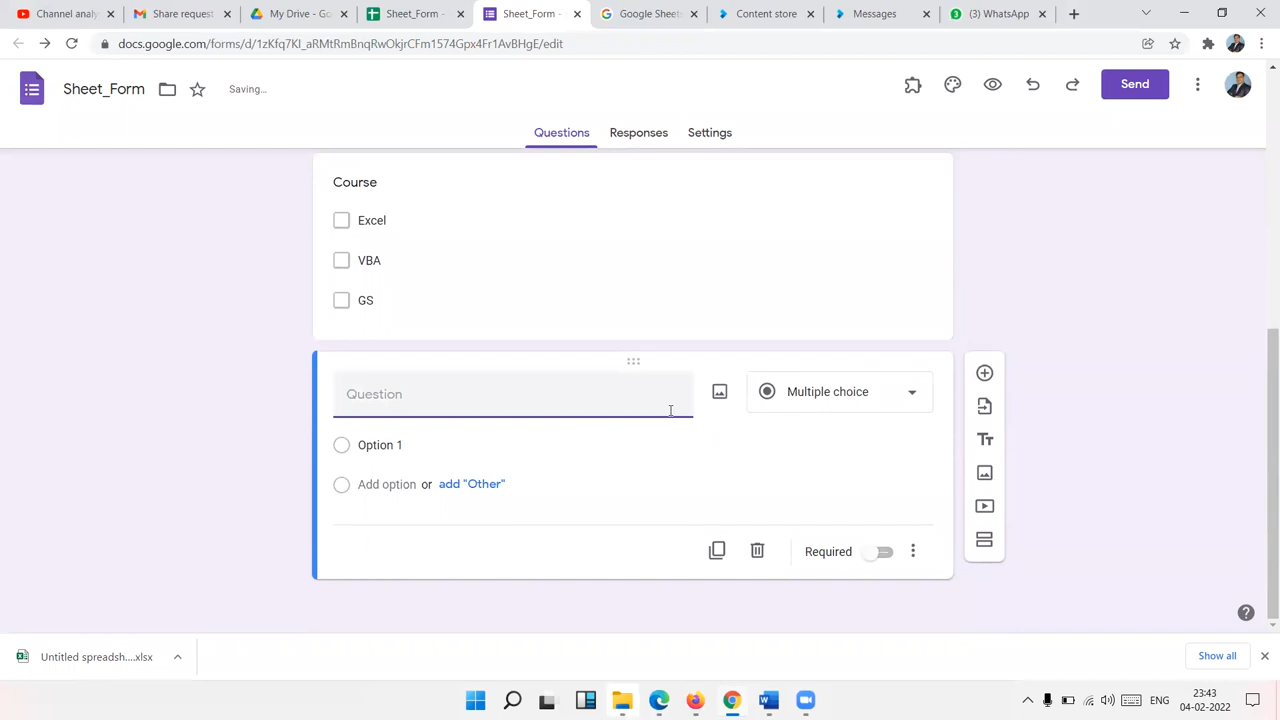 Channel analy
Share request
My Drive - Go
Sheet_Form -
Sheet_Form -
Google Sheets
Content store
Messages
(3) WhatsApp
docs.google.com/forms/d/1zKfq7KI_aRMtRmBnqRwOkjrCFm1574Gpx4Fr1AvBHgE/edit
Sheet_Form
Saving...
Send
Questions
Responses
Settings
Course
Excel
VBA
GS
Question
Multiple choice
Option 1
Add option or add "Other"
Required
Untitled spreadsh....xlsx
Show all
ENG
23:43
04-02-2022